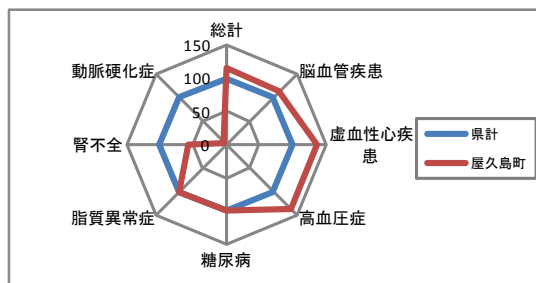 総計
150
100
50
0
脳血管疾患
虚血性心疾
患
高血圧症
糖尿病
脂質異常症
腎不全
動脈硬化症
県計
屋久島町